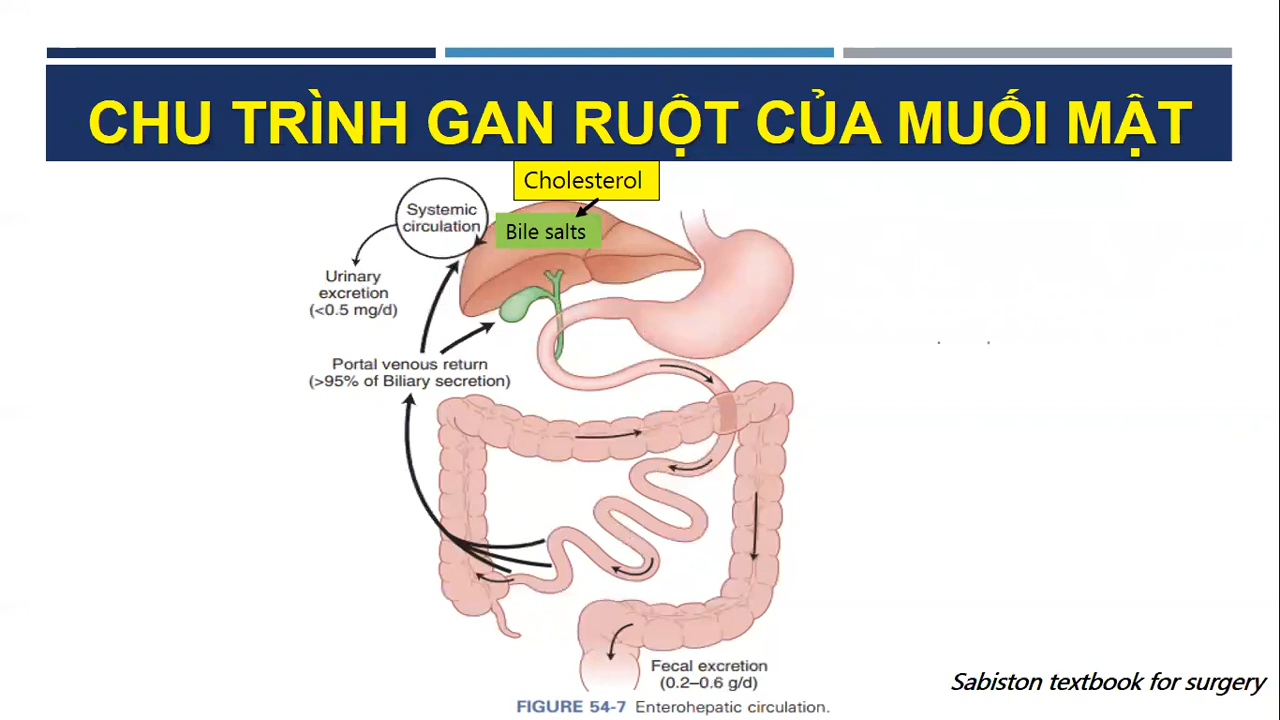 CHU TRÌNH GAN RUỘT CỦA MUỐI MẬT
Cholesterol
Systemic
circulation
Bile salts
Urinary
excretion
(<0.5 mg/d)
Portal venous return
(>95% of Biliary secretion)
Fecal excretion
(0.2–0.6 g/d)
Sabiston textbook for surgery
FIGURE 54-7 Enterohepatic circulation.